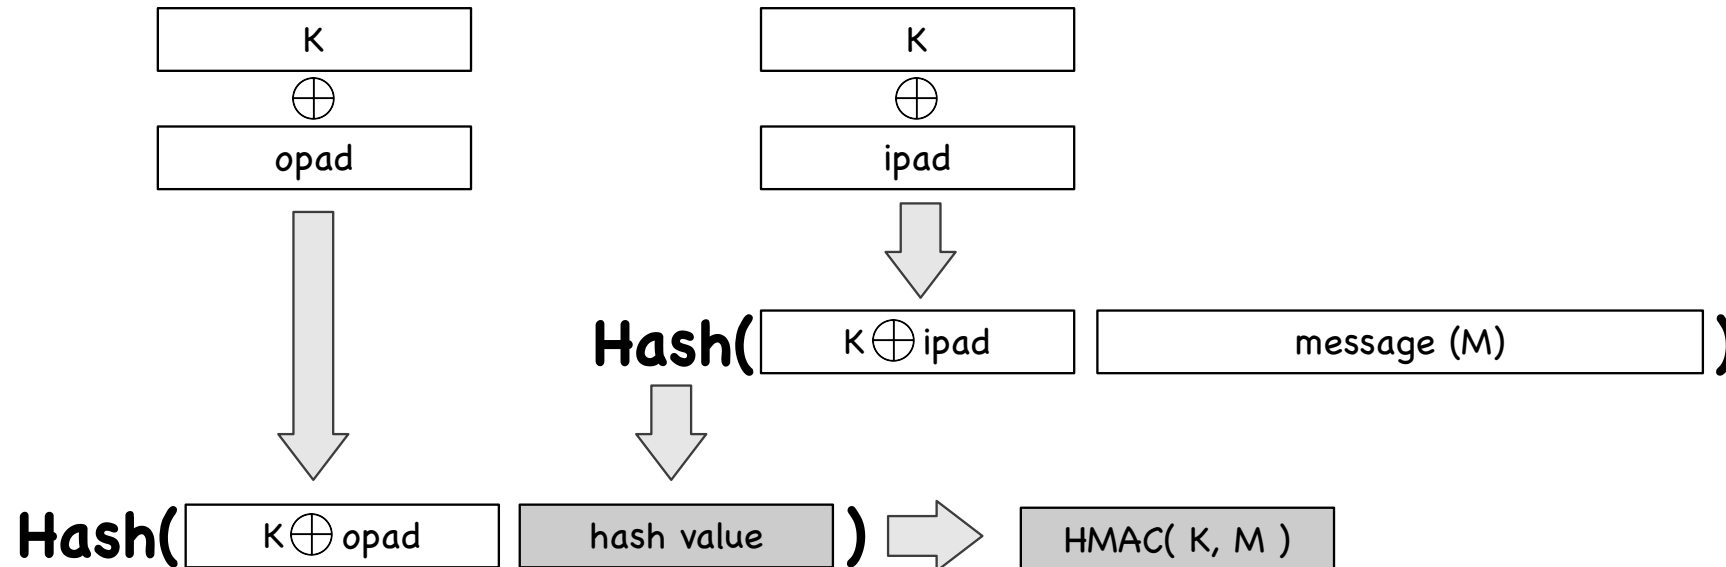 K
⊕
opad
K
⊕
ipad
Hash( K ⊕ ipad message (M) )
Hash( K ⊕ opad hash value ) HMAC( K, M )